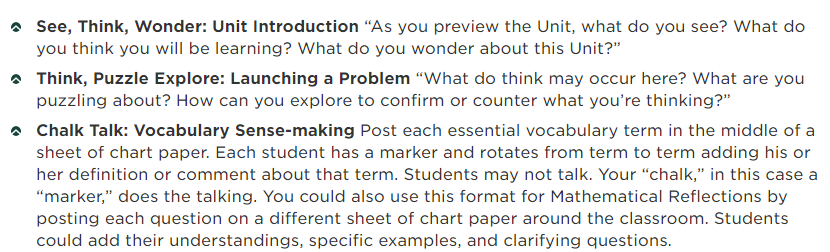 See, Think, Wonder: Unit Introduction “As you preview the Unit, what do you see? What do
you think you will be learning? What do you wonder about this Unit?”
Think, Puzzle Explore: Launching a Problem “What do think may occur here? What are you
puzzling about? How can you explore to confirm or counter what you’re thinking?”
Chalk Talk: Vocabulary Sense-making Post each essential vocabulary term in the middle of a
sheet of chart paper. Each student has a marker and rotates from term to term adding his or
her definition or comment about that term. Students may not talk. Your “chalk,” in this case a
“marker,” does the talking. You could also use this format for Mathematical Reflections by
posting each question on a different sheet of chart paper around the classroom. Students
could add their understandings, specific examples, and clarifying questions.